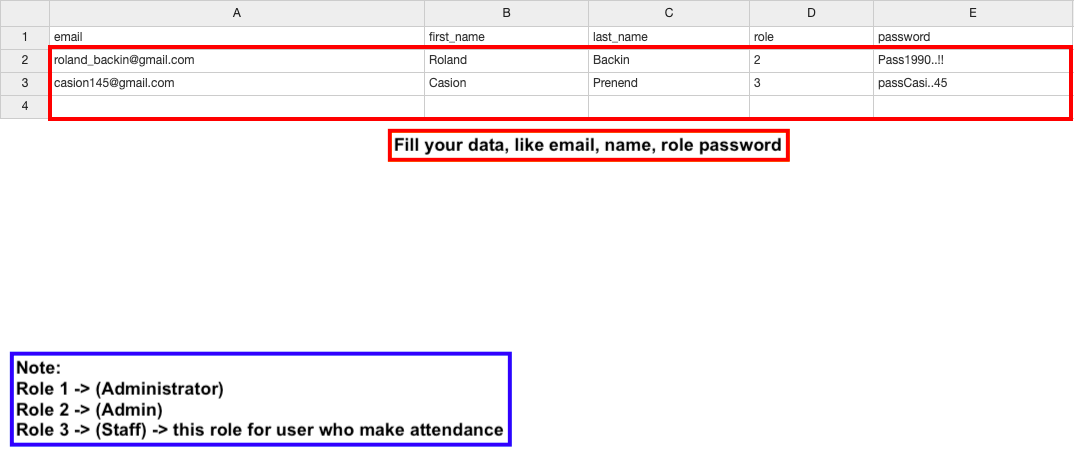 A B C D E
1 email first_name last_name role password
2 roland_backin@gmail.com Roland Backin 2 Pass1990..!!
3 casion145@gmail.com Casion Prenend 3 passCasi..45
4
Fill your data, like email, name, role password
Note:
Role 1 -> (Administrator)
Role 2 -> (Admin)
Role 3 -> (Staff) -> this role for user who make attendance